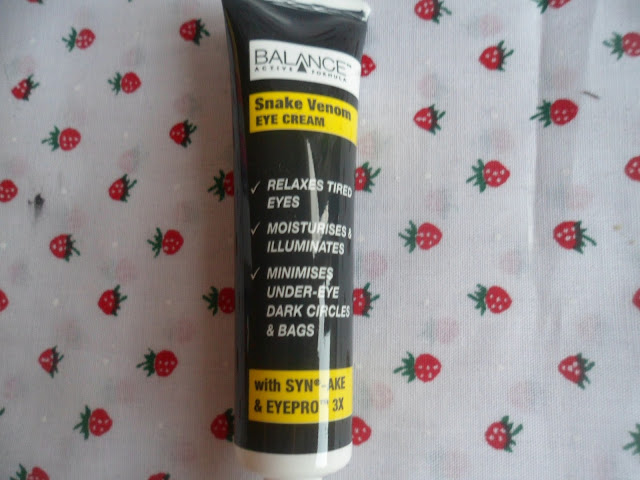 BALANCE™
ACTIVE FORMULA
Snake Venom
EYE CREAM
✓ RELAXES TIRED
EYES
✓ MOISTURISES &
ILLUMINATES
✓ MINIMISES
UNDER-EYE
DARK CIRCLES
& BAGS
with SYN®-AKE
& EYEPRO™ 3X